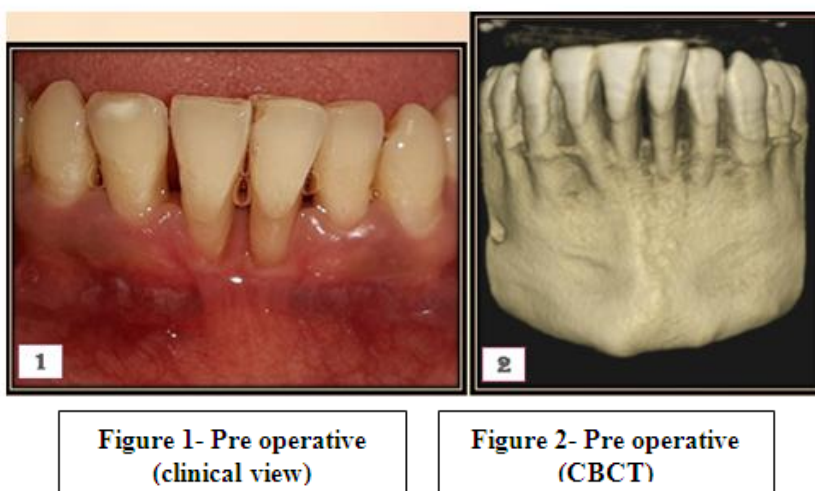 1
2
Figure 1- Pre operative
(clinical view)
Figure 2- Pre operative
(CBCT)